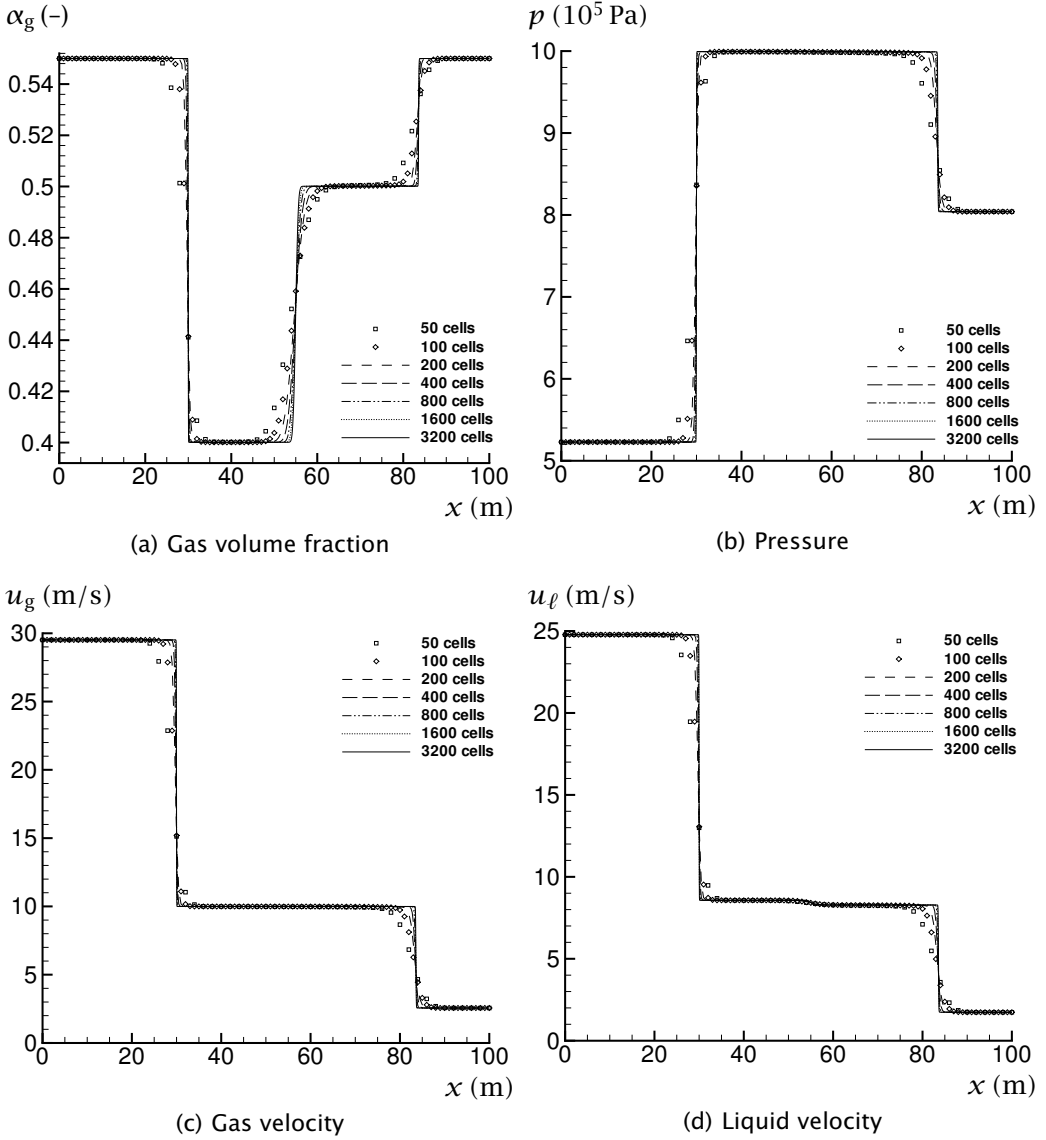 αg (–)
0.54
0.52
0.5
0.48
0.46
0.44
0.42
0.4
0 20 40 60 80 100
x (m)
50 cells
100 cells
200 cells
400 cells
800 cells
1600 cells
3200 cells
(a) Gas volume fraction
p (10⁵ Pa)
10
9
8
7
6
5
0 20 40 60 80 100
x (m)
50 cells
100 cells
200 cells
400 cells
800 cells
1600 cells
3200 cells
(b) Pressure
ug (m/s)
30
25
20
15
10
5
0
0 20 40 60 80 100
x (m)
50 cells
100 cells
200 cells
400 cells
800 cells
1600 cells
3200 cells
(c) Gas velocity
uℓ (m/s)
25
20
15
10
5
0
0 20 40 60 80 100
x (m)
50 cells
100 cells
200 cells
400 cells
800 cells
1600 cells
3200 cells
(d) Liquid velocity